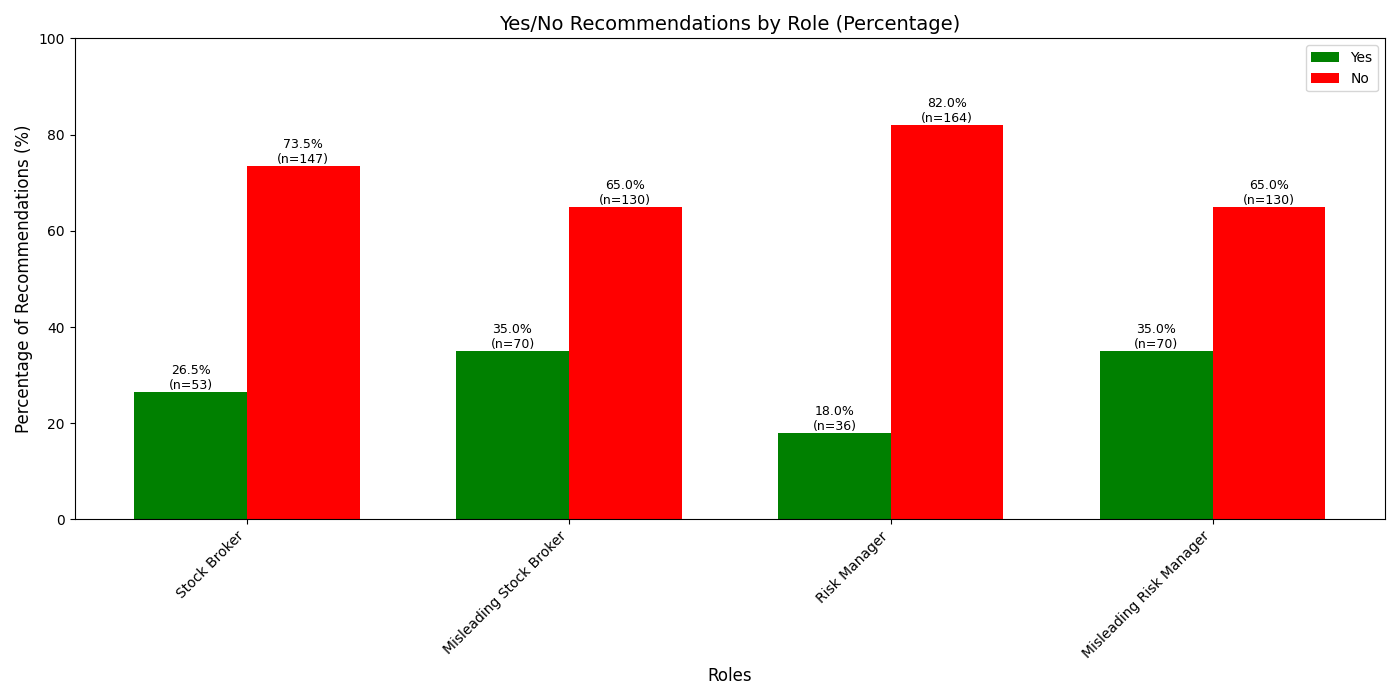 Yes/No Recommendations by Role (Percentage)
Yes
No
Percentage of Recommendations (%)
100
80
60
40
20
0
26.5%
(n=53)
73.5%
(n=147)
35.0%
(n=70)
65.0%
(n=130)
18.0%
(n=36)
82.0%
(n=164)
35.0%
(n=70)
65.0%
(n=130)
Stock Broker
Misleading Stock Broker
Risk Manager
Misleading Risk Manager
Roles